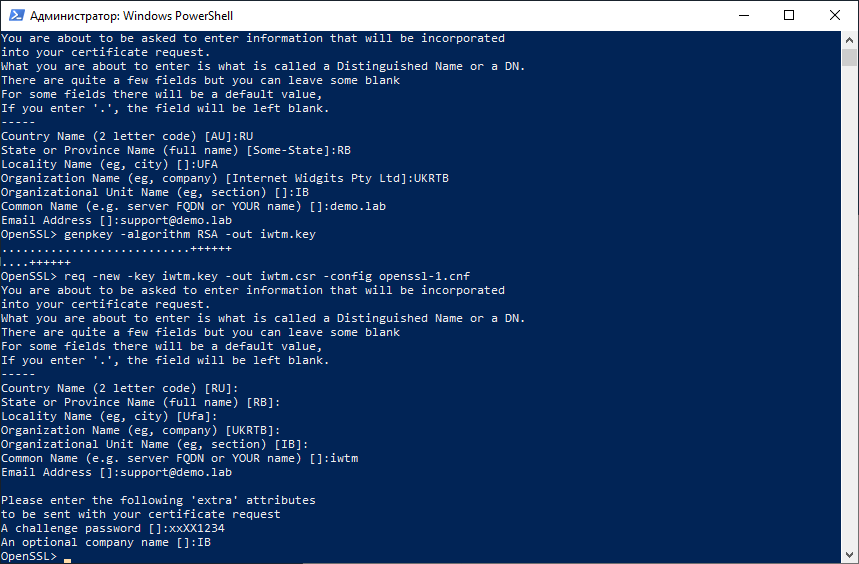 Администратор: Windows PowerShell
You are about to be asked to enter information that will be incorporated
into your certificate request.
What you are about to enter is what is called a Distinguished Name or a DN.
There are quite a few fields but you can leave some blank
For some fields there will be a default value,
If you enter '.', the field will be left blank.
-----
Country Name (2 letter code) [AU]:RU
State or Province Name (full name) [Some-State]:RB
Locality Name (eg, city) []:UFA
Organization Name (eg, company) [Internet Widgits Pty Ltd]:UKRTB
Organizational Unit Name (eg, section) []:IB
Common Name (e.g. server FQDN or YOUR name) []:demo.lab
Email Address []:support@demo.lab
OpenSSL> genpkey -algorithm RSA -out iwtm.key
...........................++++++
....++++++
OpenSSL> req -new -key iwtm.key -out iwtm.csr -config openssl-1.cnf
You are about to be asked to enter information that will be incorporated
into your certificate request.
What you are about to enter is what is called a Distinguished Name or a DN.
There are quite a few fields but you can leave some blank
For some fields there will be a default value,
If you enter '.', the field will be left blank.
-----
Country Name (2 letter code) [RU]:
State or Province Name (full name) [RB]:
Locality Name (eg, city) [Ufa]:
Organization Name (eg, company) [UKRTB]:
Organizational Unit Name (eg, section) [IB]:
Common Name (e.g. server FQDN or YOUR name) []:iwtm
Email Address []:support@demo.lab
Please enter the following 'extra' attributes
to be sent with your certificate request
A challenge password []:xxXX1234
An optional company name []:IB
OpenSSL>